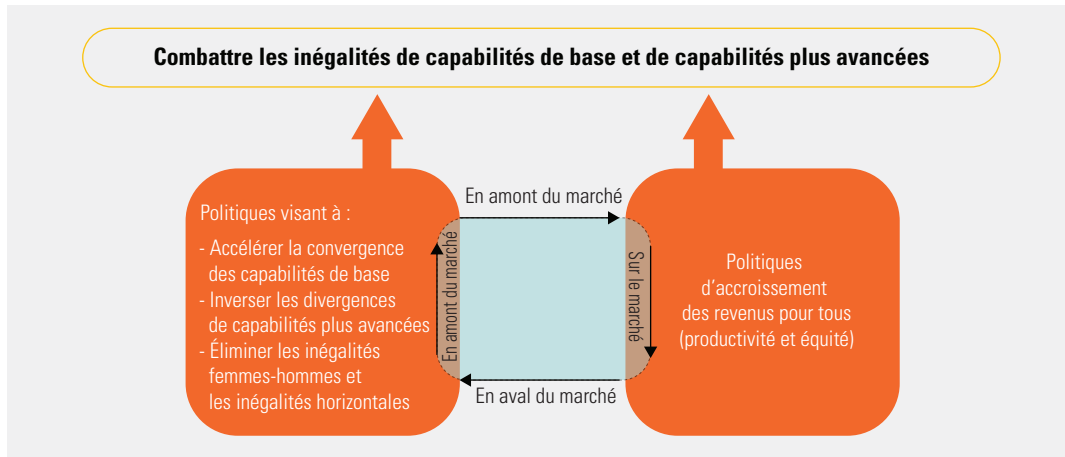 Combattre les inégalités de capabilités de base et de capabilités plus avancées
Politiques visant à :
- Accélérer la convergence
des capabilités de base
- Inverser les divergences
de capabilités plus avancées
- Éliminer les inégalités
femmes-hommes et
les inégalités horizontales
En amont du marché
En amont du marché
Sur le marché
En aval du marché
Politiques
d’accroissement
des revenus pour tous
(productivité et équité)